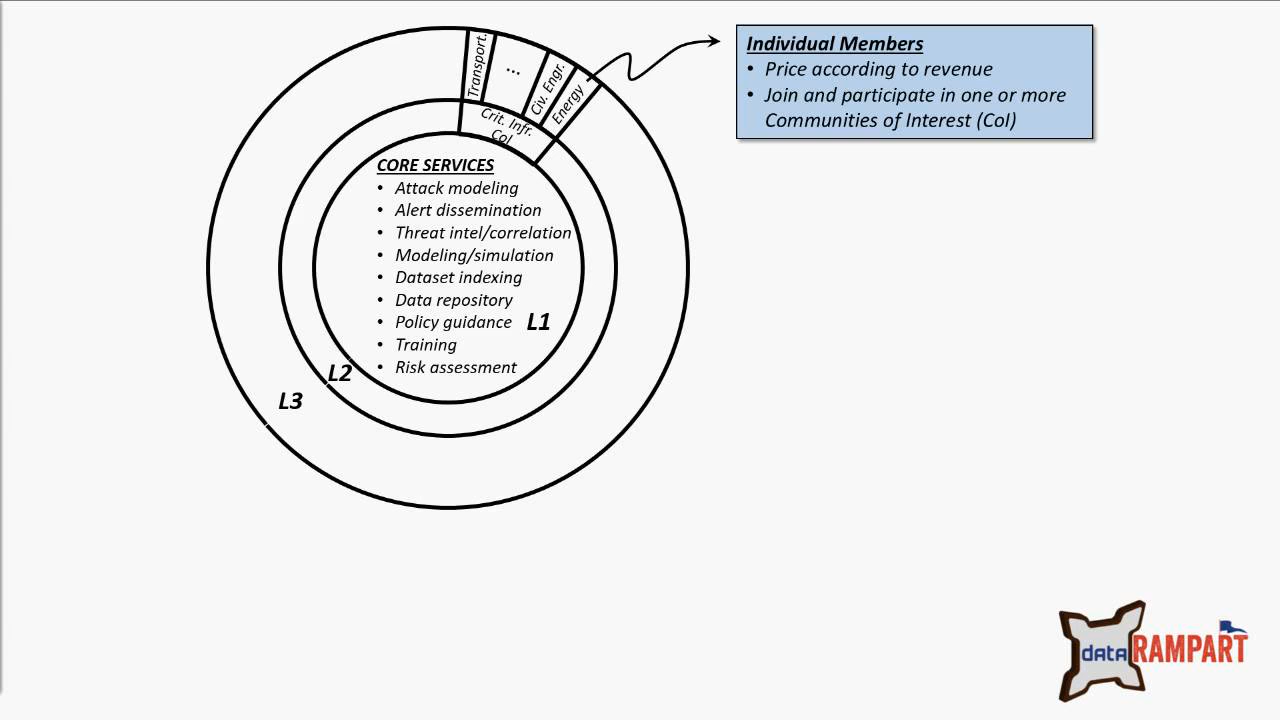 Transport.
...
Civ. Engr.
Energy
Crit. Infr.
CoI
CORE SERVICES
• Attack modeling
• Alert dissemination
• Threat intel/correlation
• Modeling/simulation
• Dataset indexing
• Data repository
• Policy guidance
• Training
• Risk assessment
L1
L2
L3
Individual Members
• Price according to revenue
• Join and participate in one or more
Communities of Interest (CoI)
data RAMPART